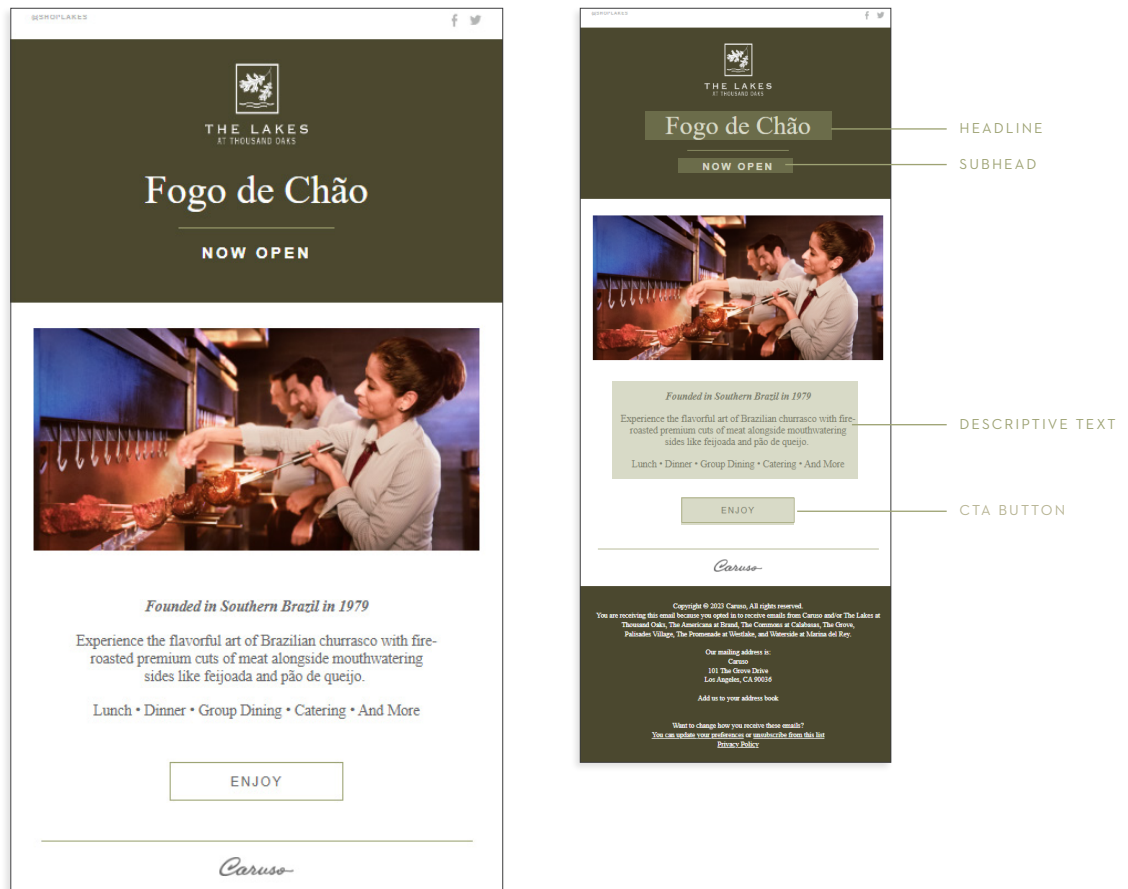 @SHOPLAKES
THE LAKES
AT THOUSAND OAKS
Fogo de Chão
NOW OPEN
Founded in Southern Brazil in 1979
Experience the flavorful art of Brazilian churrasco with fire-
roasted premium cuts of meat alongside mouthwatering
sides like feijoada and pão de queijo.
Lunch • Dinner • Group Dining • Catering • And More
ENJOY
Caruso
@SHOPLAKES
THE LAKES
AT THOUSAND OAKS
Fogo de Chão
HEADLINE
NOW OPEN
SUBHEAD
Founded in Southern Brazil in 1979
Experience the flavorful art of Brazilian churrasco with fire-
roasted premium cuts of meat alongside mouthwatering
sides like feijoada and pão de queijo.
Lunch • Dinner • Group Dining • Catering • And More
DESCRIPTIVE TEXT
ENJOY
CTA BUTTON
Caruso
Copyright © 2023 Caruso, All rights reserved.
You are receiving this email because you opted in to receive emails from Caruso and/or The Lakes at
Thousand Oaks, The Americana at Brand, The Commons at Calabasas, The Grove,
Palisades Village, The Promenade at Westlake, and Waterside at Marina del Rey.
Our mailing address is:
Caruso
101 The Grove Drive
Los Angeles, CA 90036
Add us to your address book
Want to change how you receive these emails?
You can update your preferences or unsubscribe from this list
Privacy Policy